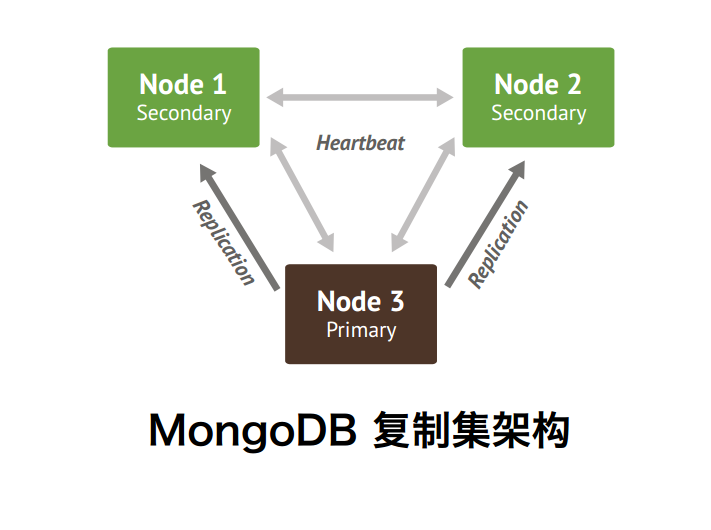 Node 1
Secondary
Node 2
Secondary
Heartbeat
Replication
Replication
Node 3
Primary
MongoDB 复制集架构